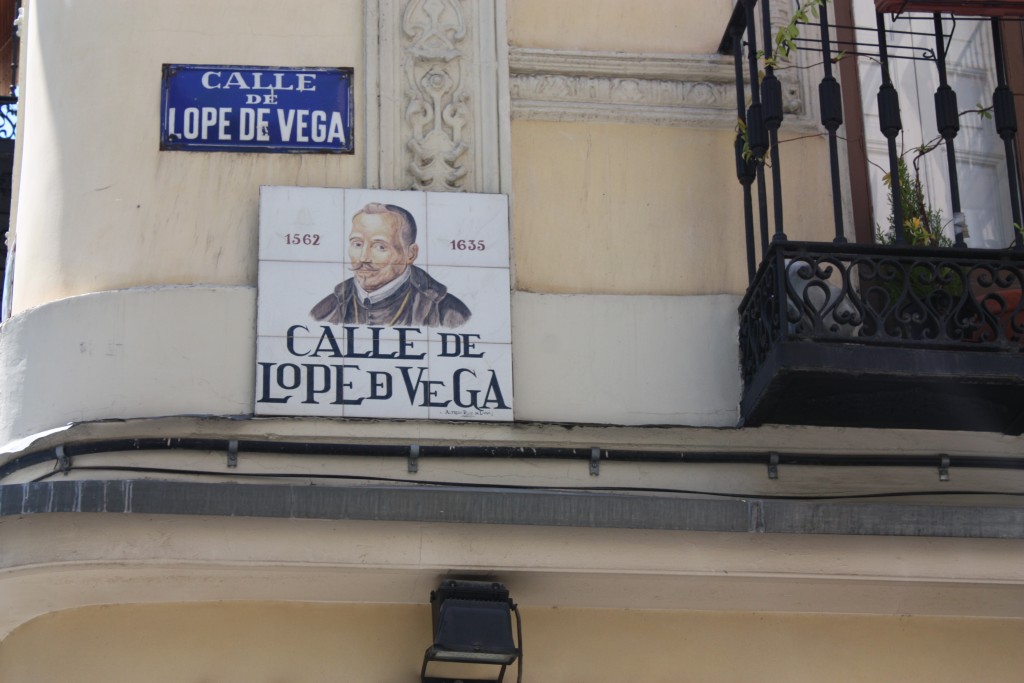 CALLE
DE
LOPE DE VEGA
1562
1635
CALLE DE
LOPE D VEGA